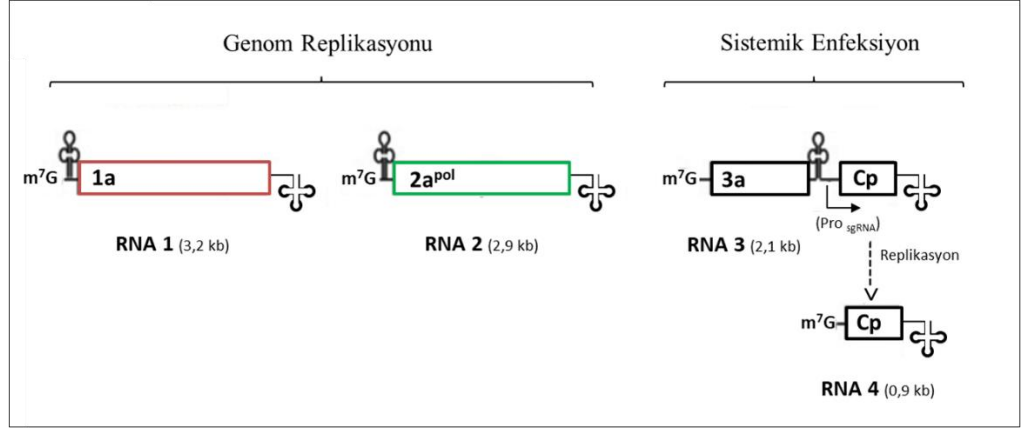 Genom Replikasyonu
Sistemik Enfeksiyon
m⁷G 1a
m⁷G 2aᵖᵒˡ
m⁷G 3a Cp
(Pro sgRNA)
RNA 1 (3,2 kb)
RNA 2 (2,9 kb)
RNA 3 (2,1 kb)
Replikasyon
m⁷G Cp
RNA 4 (0,9 kb)